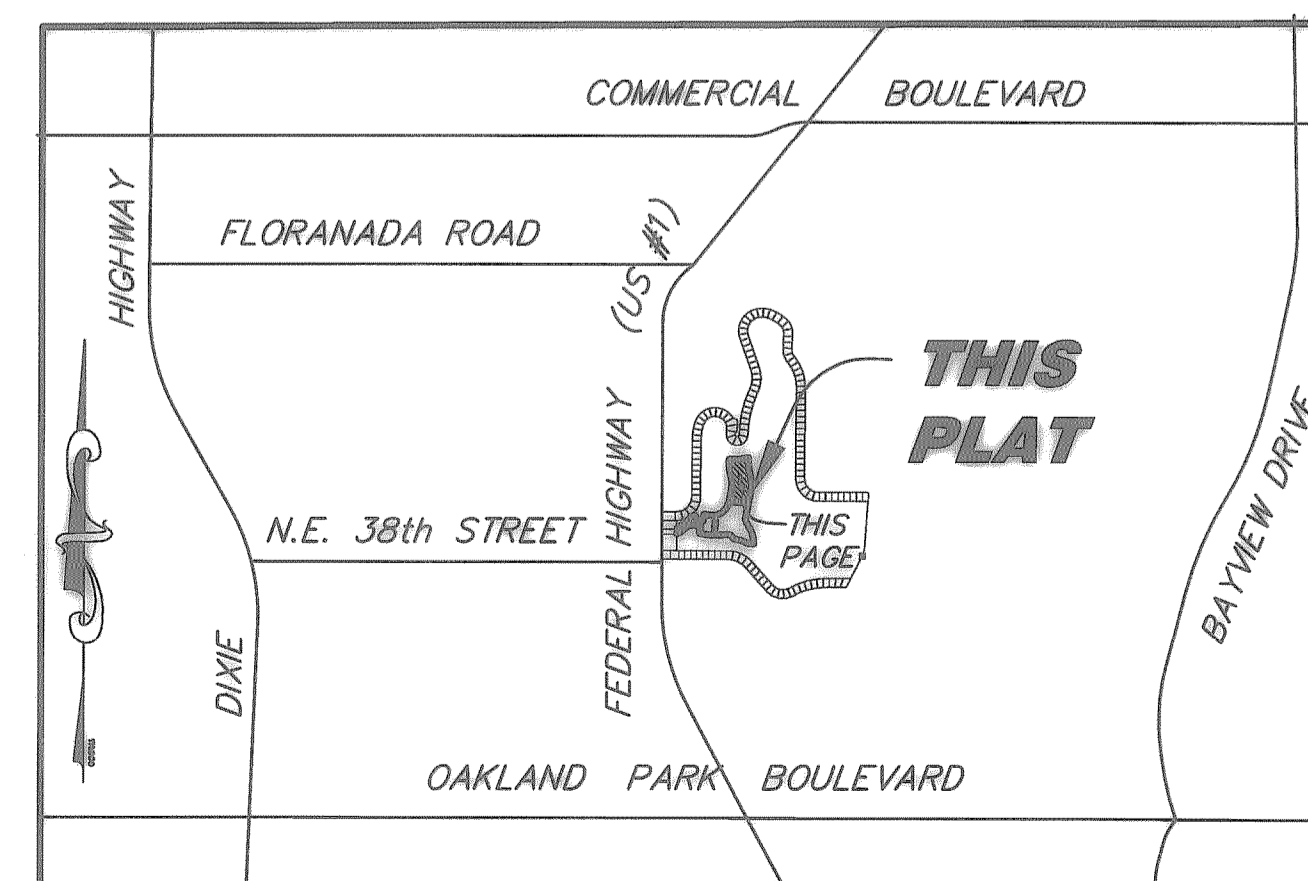 COMMERCIAL BOULEVARD
HIGHWAY
FLORANADA ROAD
(US #1)
THIS
PLAT
FEDERAL HIGHWAY
BAYVIEW DRIVE
N.E. 38th STREET
THIS
PAGE
DIXIE
OAKLAND PARK BOULEVARD